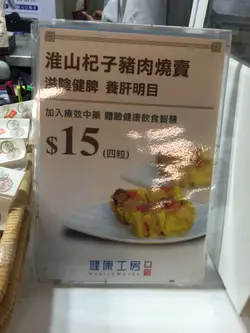 淮山杞子豬肉燒賣
滋陰健脾 養肝明目
加入療效中藥 體驗健康飲食智慧
$15(四粒)
健康工房
HealthWorks